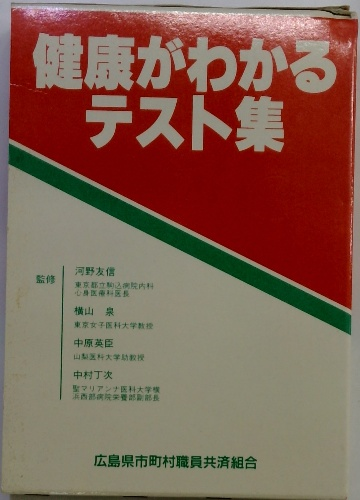 健康がわかる
テスト集
監修
河野友信
東京都立駒込病院内科
心身医療科医長
横山 泉
東京女子医科大学教授
中原英臣
山梨医科大学助教授
中村丁次
聖マリアンナ医科大学横
浜西部病院栄養部副部長
広島県市町村職員共済組合